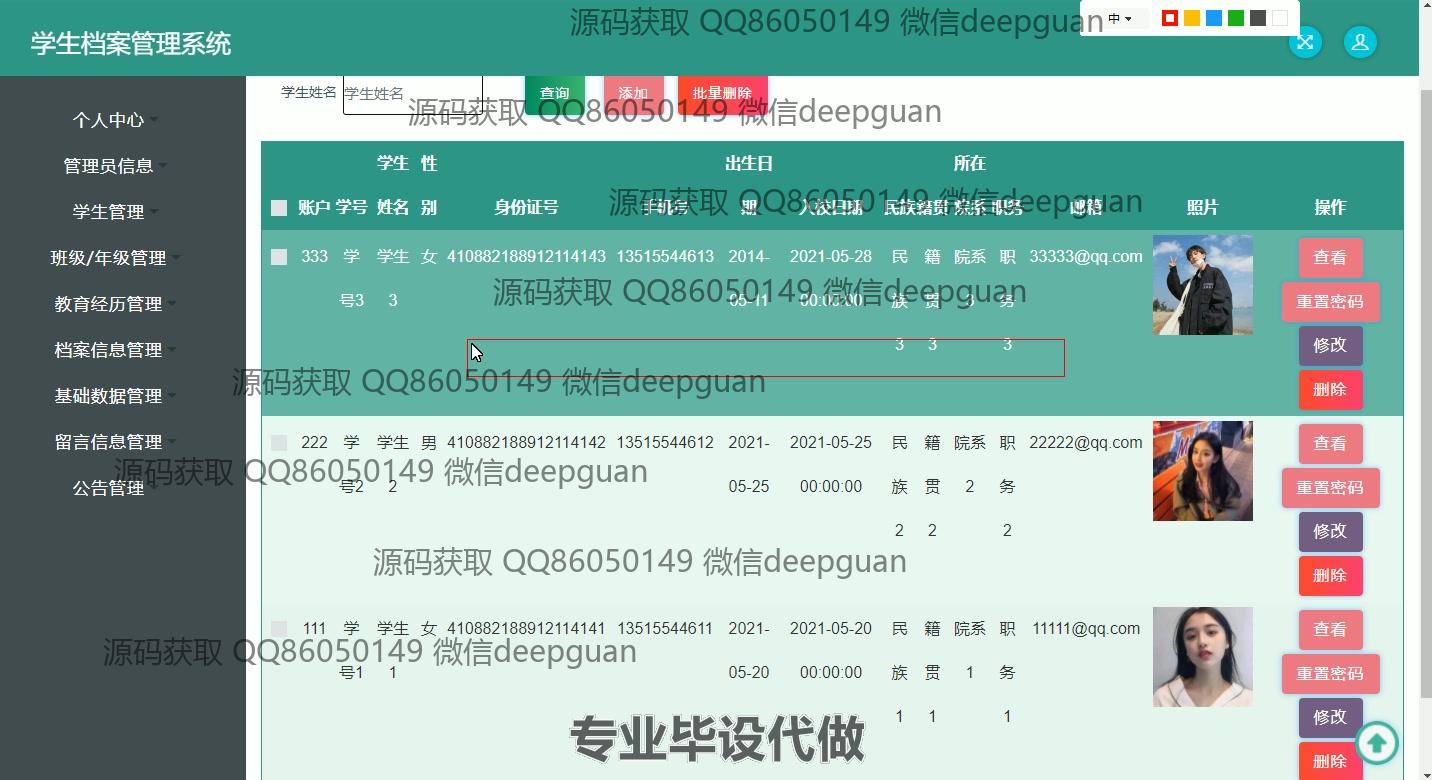 源码获取 QQ86050149 微信deepguan
中
学生档案管理系统
学生姓名 学生姓名 查询 添加 批量删除
源码获取 QQ86050149 微信deepguan
个人中心
管理员信息
学生管理
班级/年级管理
教育经历管理
档案信息管理
基础数据管理
留言信息管理
公告管理
账户 学号 学生姓名 性别 身份证号 手机号 出生日期 入校日期 民族 籍贯 所在院系 职务 邮箱 照片 操作
源码获取 QQ86050149 微信deepguan
333 学号3 学生3 女 410882188912114143 13515544613 2014-05-11 2021-05-28 00:00:00 民族3 籍贯3 院系3 职务3 33333@qq.com 查看
重置密码
修改
删除
源码获取 QQ86050149 微信deepguan
源码获取 QQ86050149 微信deepguan
222 学号2 学生2 男 410882188912114142 13515544612 2021-05-25 2021-05-25 00:00:00 民族2 籍贯2 院系2 职务2 22222@qq.com 查看
重置密码
修改
删除
源码获取 QQ86050149 微信deepguan
源码获取 QQ86050149 微信deepguan
111 学号1 学生1 女 410882188912114141 13515544611 2021-05-20 2021-05-20 00:00:00 民族1 籍贯1 院系1 职务1 11111@qq.com 查看
重置密码
修改
删除
源码获取 QQ86050149 微信deepguan
专业毕设代做